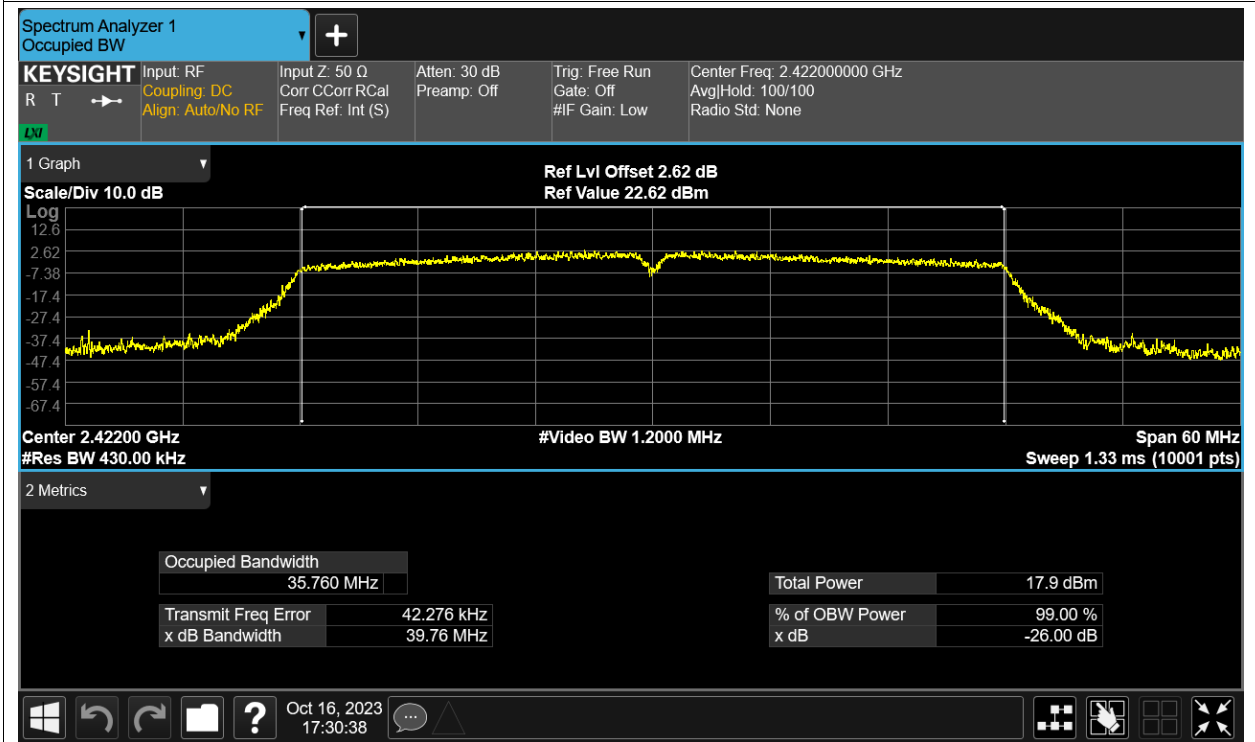 Spectrum Analyzer 1
Occupied BW
KEYSIGHT
R T
LXI
Input: RF
Coupling: DC
Align: Auto/No RF
Input Z: 50 Ω
Corr CCorr RCal
Freq Ref: Int (S)
Atten: 30 dB
Preamp: Off
Trig: Free Run
Gate: Off
#IF Gain: Low
Center Freq: 2.422000000 GHz
Avg|Hold: 100/100
Radio Std: None
1 Graph
Scale/Div 10.0 dB
Ref Lvl Offset 2.62 dB
Ref Value 22.62 dBm
Log
12.6
2.62
-7.38
-17.4
-27.4
-37.4
-47.4
-57.4
-67.4
Center 2.42200 GHz
#Video BW 1.2000 MHz
Span 60 MHz
#Res BW 430.00 kHz
Sweep 1.33 ms (10001 pts)
2 Metrics
Occupied Bandwidth
35.760 MHz
Total Power 17.9 dBm
Transmit Freq Error 42.276 kHz
% of OBW Power 99.00 %
x dB Bandwidth 39.76 MHz
x dB -26.00 dB
?
Oct 16, 2023
17:30:38